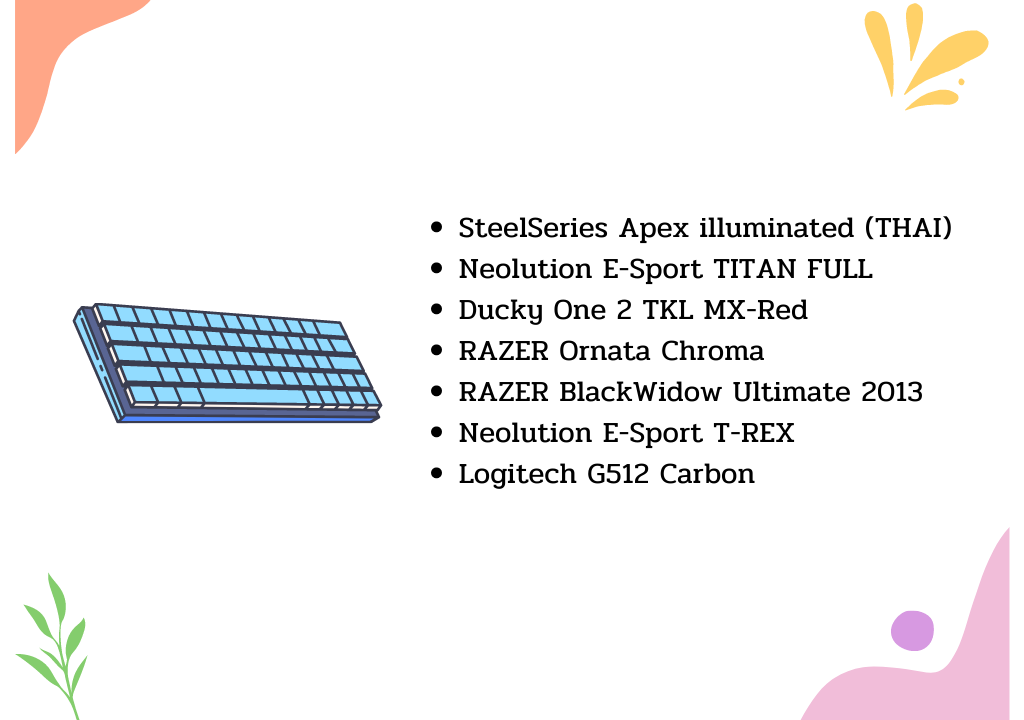 • SteelSeries Apex illuminated (THAI)
• Neolution E-Sport TITAN FULL
• Ducky One 2 TKL MX-Red
• RAZER Ornata Chroma
• RAZER BlackWidow Ultimate 2013
• Neolution E-Sport T-REX
• Logitech G512 Carbon